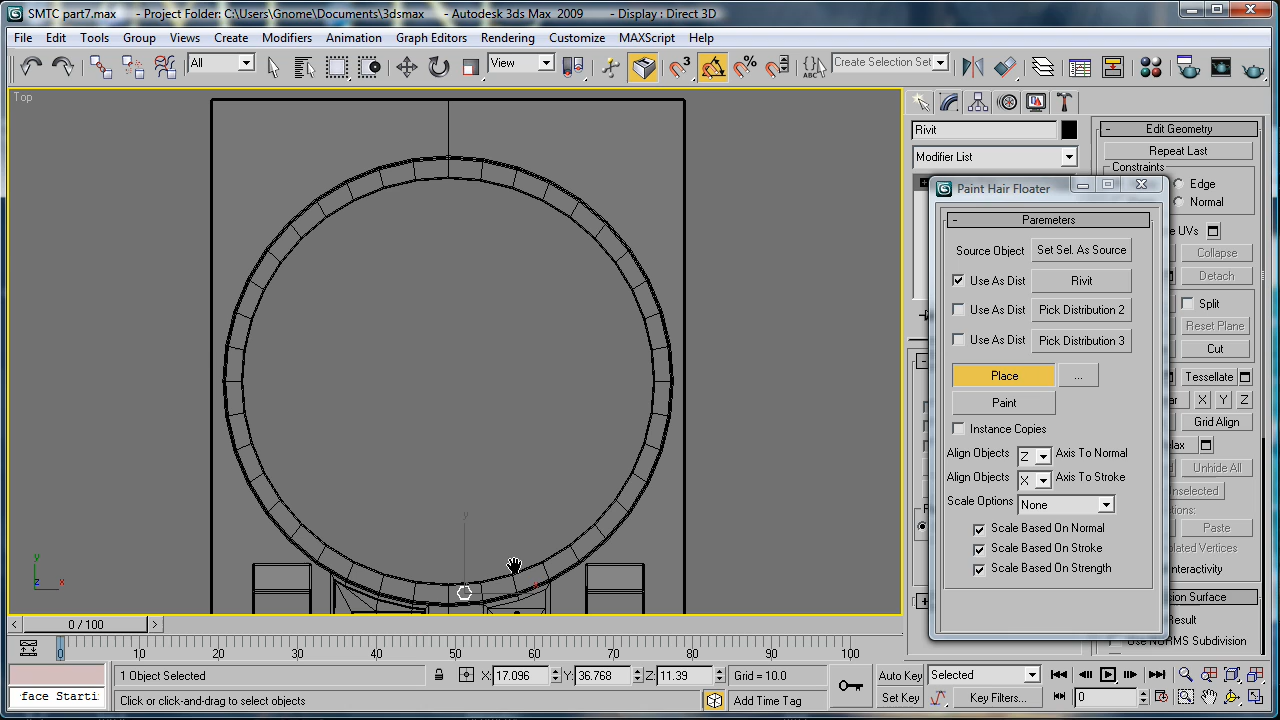 SMTC part7.max - Project Folder: C:\Users\Gnome\Documents\3dsmax - Autodesk 3ds Max 2009 - Display : Direct 3D
File Edit Tools Group Views Create Modifiers Animation Graph Editors Rendering Customize MAXScript Help
All View 3 % ABC Create Selection Set
Top
Rivit
Modifier List
Edit Geometry
Repeat Last
Constraints
Edge
Normal
UVs
Collapse
Detach
Split
Reset Plane
Cut
Tessellate
X Y Z
Grid Align
Unhide All
Paste
Vertices
Result
Subdivision
Paint Hair Floater
Paremeters
Source Object Set Sel. As Source
Use As Dist Rivit
Use As Dist Pick Distribution 2
Use As Dist Pick Distribution 3
Place ...
Paint
Instance Copies
Align Objects Z Axis To Normal
Align Objects X Axis To Stroke
Scale Options None
Scale Based On Normal
Scale Based On Stroke
Scale Based On Strength
y
y
z x
0 / 100
0 10 20 30 40 50 60 70 80 90 100
1 Object Selected X: 17.096 Y: 36.768 Z: 11.39 Grid = 10.0 Auto Key Selected
face Starti Click or click-and-drag to select objects Add Time Tag Set Key Key Filters... 0